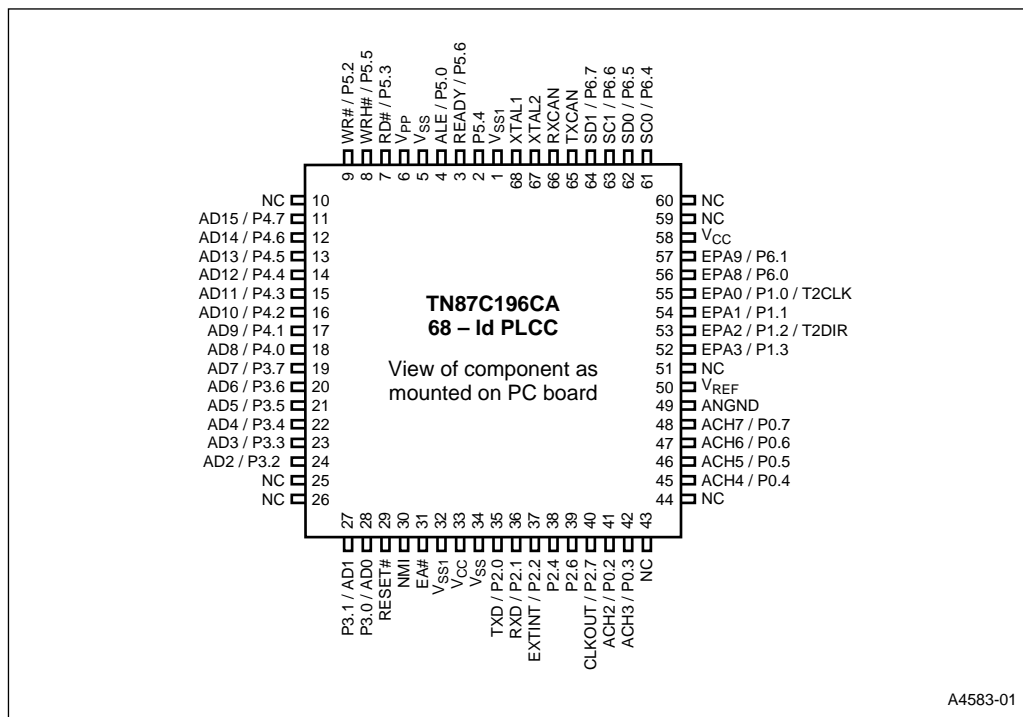 WR# / P5.2
WRH# / P5.5
RD# / P5.3
VPP
VSS
ALE / P5.0
READY / P5.6
P5.4
VSS1
XTAL1
XTAL2
RXCAN
TXCAN
SD1 / P6.7
SC1 / P6.6
SD0 / P6.5
SC0 / P6.4
9 8 7 6 5 4 3 2 1 68 67 66 65 64 63 62 61
NC 10
AD15 / P4.7 11
AD14 / P4.6 12
AD13 / P4.5 13
AD12 / P4.4 14
AD11 / P4.3 15
AD10 / P4.2 16
AD9 / P4.1 17
AD8 / P4.0 18
AD7 / P3.7 19
AD6 / P3.6 20
AD5 / P3.5 21
AD4 / P3.4 22
AD3 / P3.3 23
AD2 / P3.2 24
NC 25
NC 26
TN87C196CA
68 – ld PLCC
View of component as
mounted on PC board
60 NC
59 NC
58 VCC
57 EPA9 / P6.1
56 EPA8 / P6.0
55 EPA0 / P1.0 / T2CLK
54 EPA1 / P1.1
53 EPA2 / P1.2 / T2DIR
52 EPA3 / P1.3
51 NC
50 VREF
49 ANGND
48 ACH7 / P0.7
47 ACH6 / P0.6
46 ACH5 / P0.5
45 ACH4 / P0.4
44 NC
27 28 29 30 31 32 33 34 35 36 37 38 39 40 41 42 43
P3.1 / AD1
P3.0 / AD0
RESET#
NMI
EA#
VSS1
VCC
VSS
TXD / P2.0
RXD / P2.1
EXTINT / P2.2
P2.4
P2.6
CLKOUT / P2.7
ACH2 / P0.2
ACH3 / P0.3
NC
A4583-01